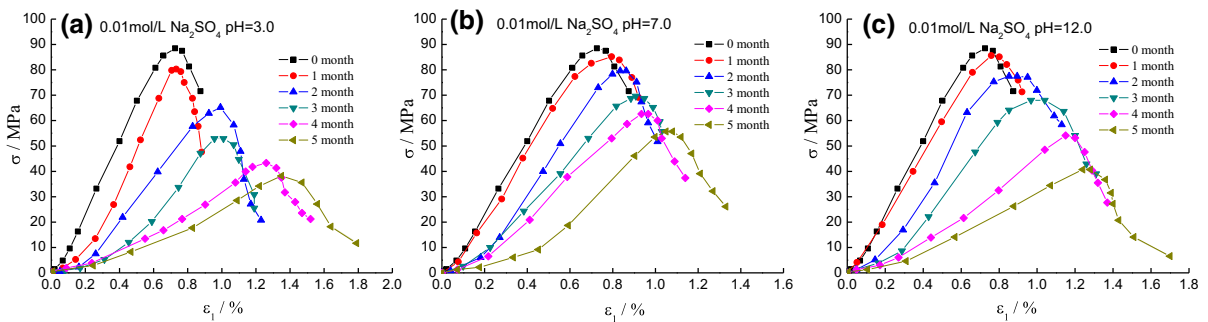 (a)
0.01mol/L Na₂SO₄ pH=3.0
100
90
80
70
60
50
40
30
20
10
0
σ / MPa
0 month
1 month
2 month
3 month
4 month
5 month
0.0 0.2 0.4 0.6 0.8 1.0 1.2 1.4 1.6 1.8 2.0
ε₁ / %
(b)
0.01mol/L Na₂SO₄ pH=7.0
100
90
80
70
60
50
40
30
20
10
0
σ / MPa
0 month
1 month
2 month
3 month
4 month
5 month
0.0 0.2 0.4 0.6 0.8 1.0 1.2 1.4 1.6
ε₁ / %
(c)
0.01mol/L Na₂SO₄ pH=12.0
100
90
80
70
60
50
40
30
20
10
0
σ / MPa
0 month
1 month
2 month
3 month
4 month
5 month
0.0 0.2 0.4 0.6 0.8 1.0 1.2 1.4 1.6 1.8
ε₁ / %